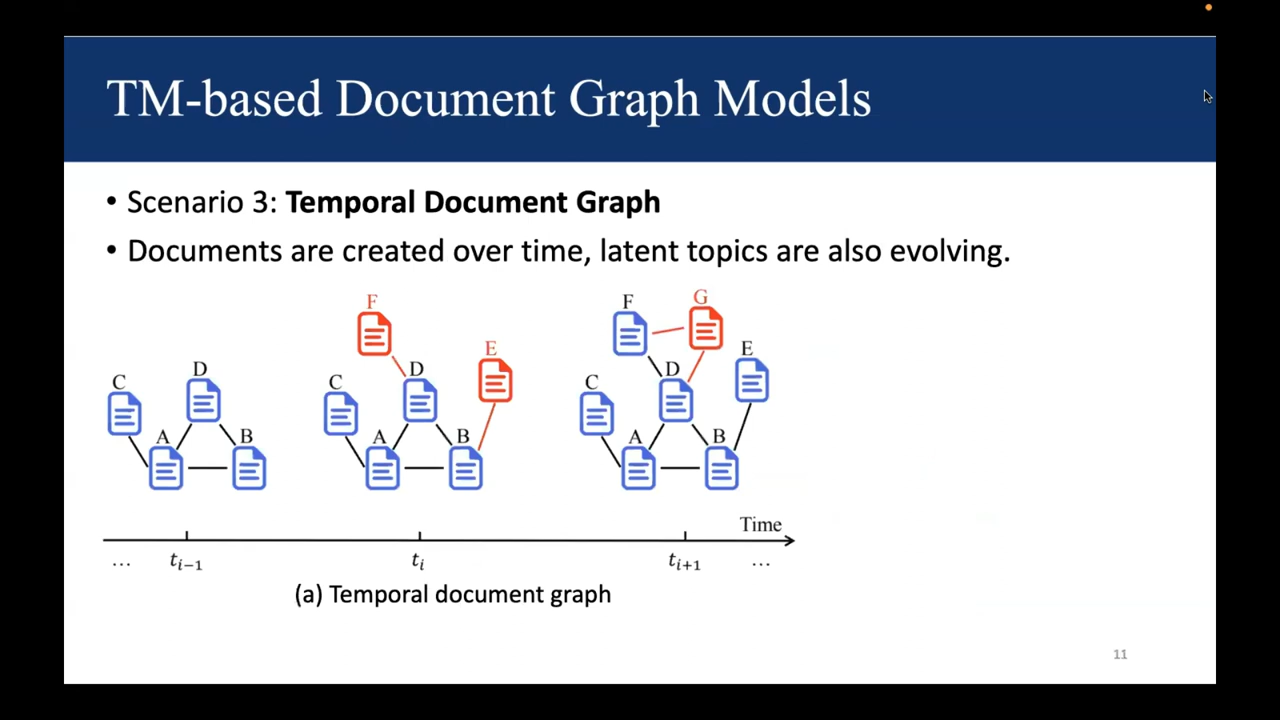 TM-based Document Graph Models
• Scenario 3: Temporal Document Graph
• Documents are created over time, latent topics are also evolving.
F F G
E E
C D C D C D
A B A B A B
Time
... t_{i-1} t_i t_{i+1} ...
(a) Temporal document graph
11